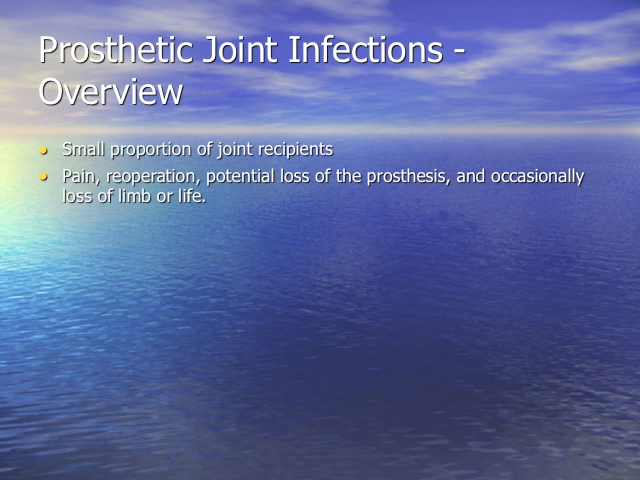 Prosthetic Joint Infections -
Overview
• Small proportion of joint recipients
• Pain, reoperation, potential loss of the prosthesis, and occasionally
loss of limb or life.